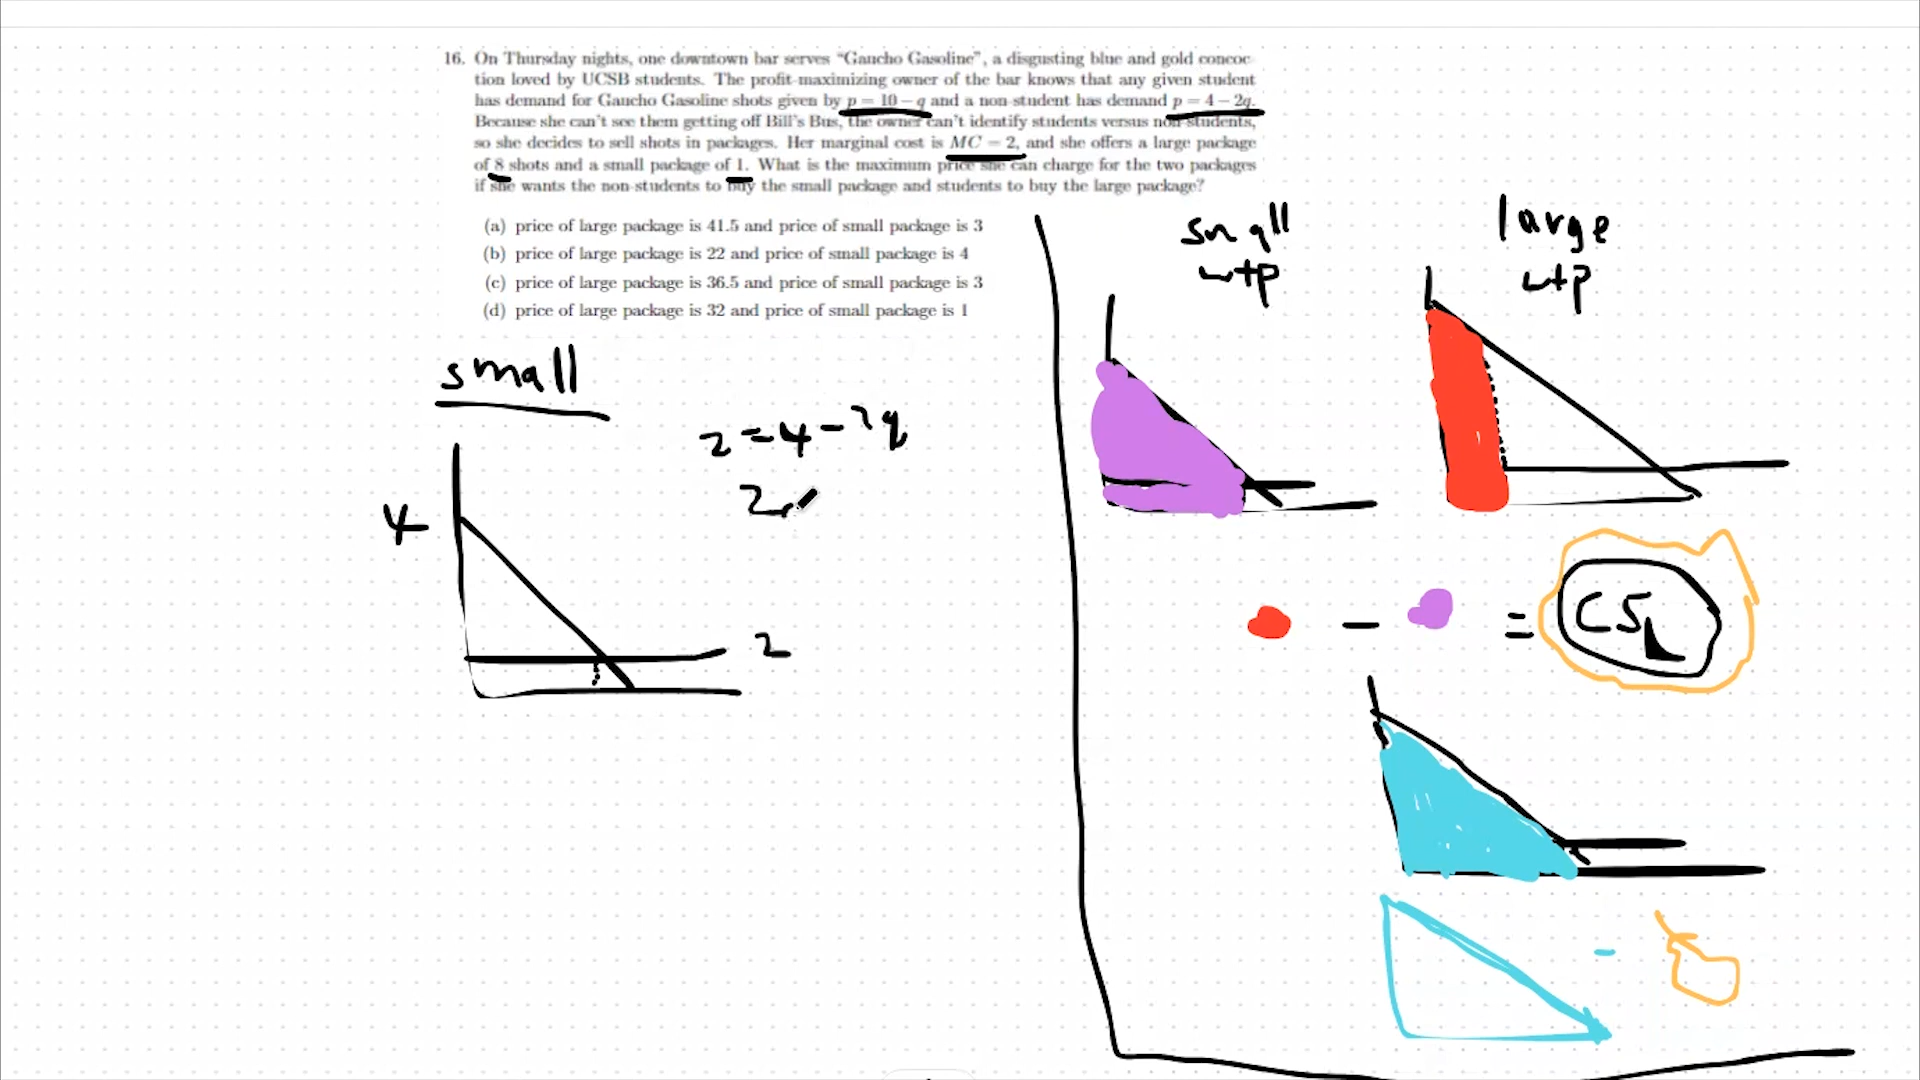 16. On Thursday nights, one downtown bar serves "Gaucho Gasoline", a disgusting blue and gold concoc-
tion loved by UCSB students. The profit-maximizing owner of the bar knows that any given student
has demand for Gaucho Gasoline shots given by p = 10 − q and a non-student has demand p = 4 − 2q.
Because she can't see them getting off Bill's Bus, the owner can't identify students versus non-students,
so she decides to sell shots in packages. Her marginal cost is MC = 2, and she offers a large package
of 8 shots and a small package of 1. What is the maximum price she can charge for the two packages
if she wants the non-students to buy the small package and students to buy the large package?
(a) price of large package is 41.5 and price of small package is 3
(b) price of large package is 22 and price of small package is 4
(c) price of large package is 36.5 and price of small package is 3
(d) price of large package is 32 and price of small package is 1
small
wtp
large
wtp
small
2 = 4 - 2q
2
4
2
- = CSL
-